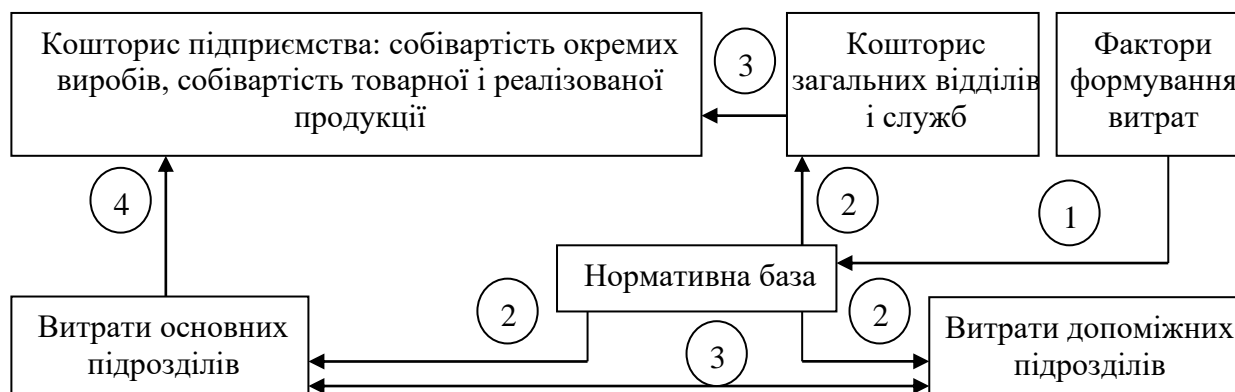 Кошторис підприємства: собівартість окремих
виробів, собівартість товарної і реалізованої
продукції
3
Кошторис
загальних відділів
і служб
Фактори
формування
витрат
4
2
1
Нормативна база
2
2
Витрати основних
підрозділів
3
Витрати допоміжних
підрозділів